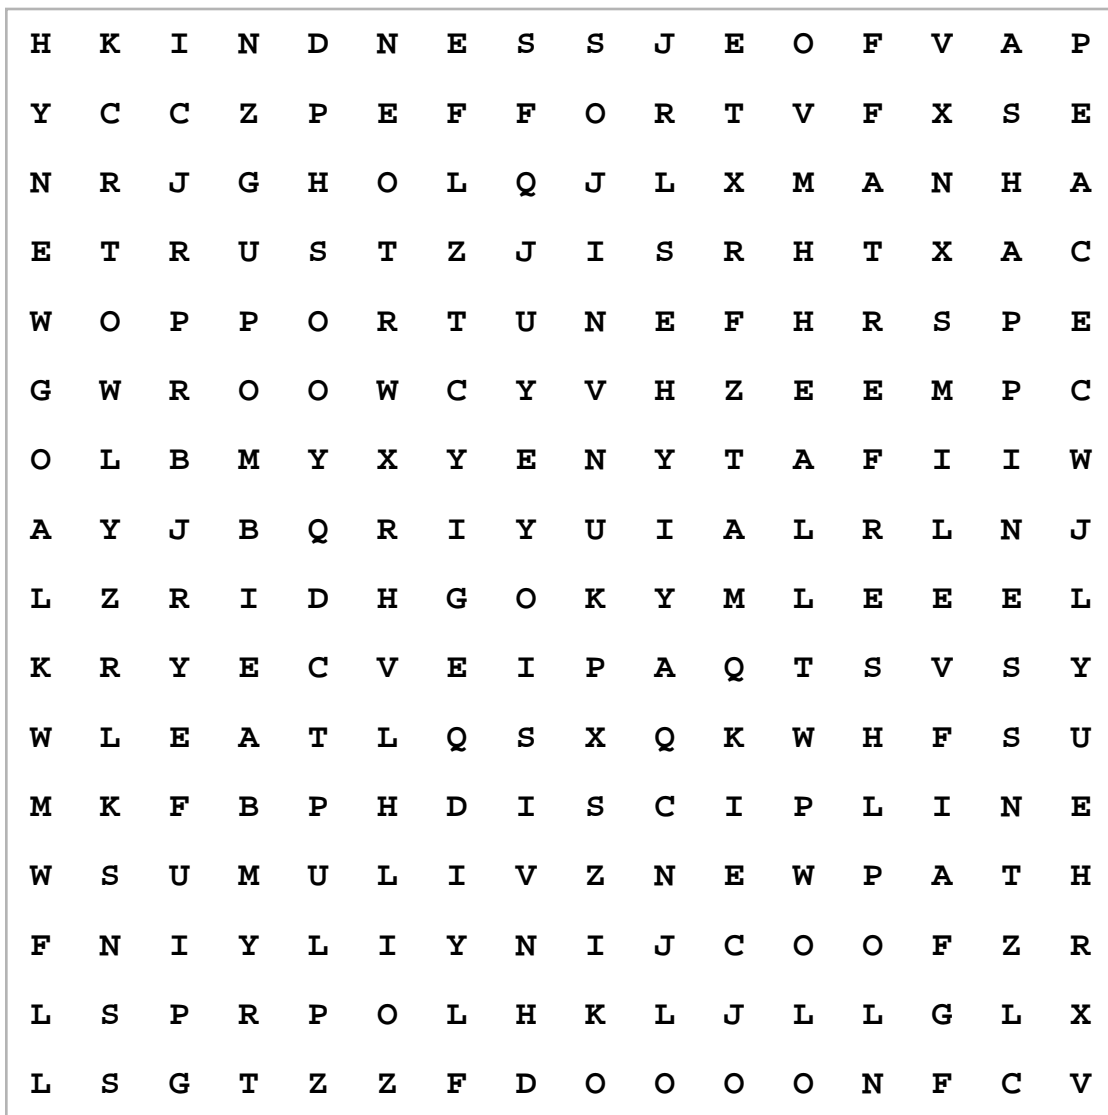 H K I N D N E S S J E O F V A P
Y C C Z P E F F O R T V F X S E
N R J G H O L Q J L X M A N H A
E T R U S T Z J I S R H T X A C
W O P P O R T U N E F H R S P E
G W R O O W C Y V H Z E E M P C
O L B M Y X Y E N Y T A F I I W
A Y J B Q R I Y U I A L R L N J
L Z R I D H G O K Y M L E E E L
K R Y E C V E I P A Q T S V S Y
W L E A T L Q S X Q K W H F S U
M K F B P H D I S C I P L I N E
W S U M U L I V Z N E W P A T H
F N I Y L I Y N I J C O O F Z R
L S P R P O L H K L J L L G L X
L S G T Z Z F D O O O O N F C V